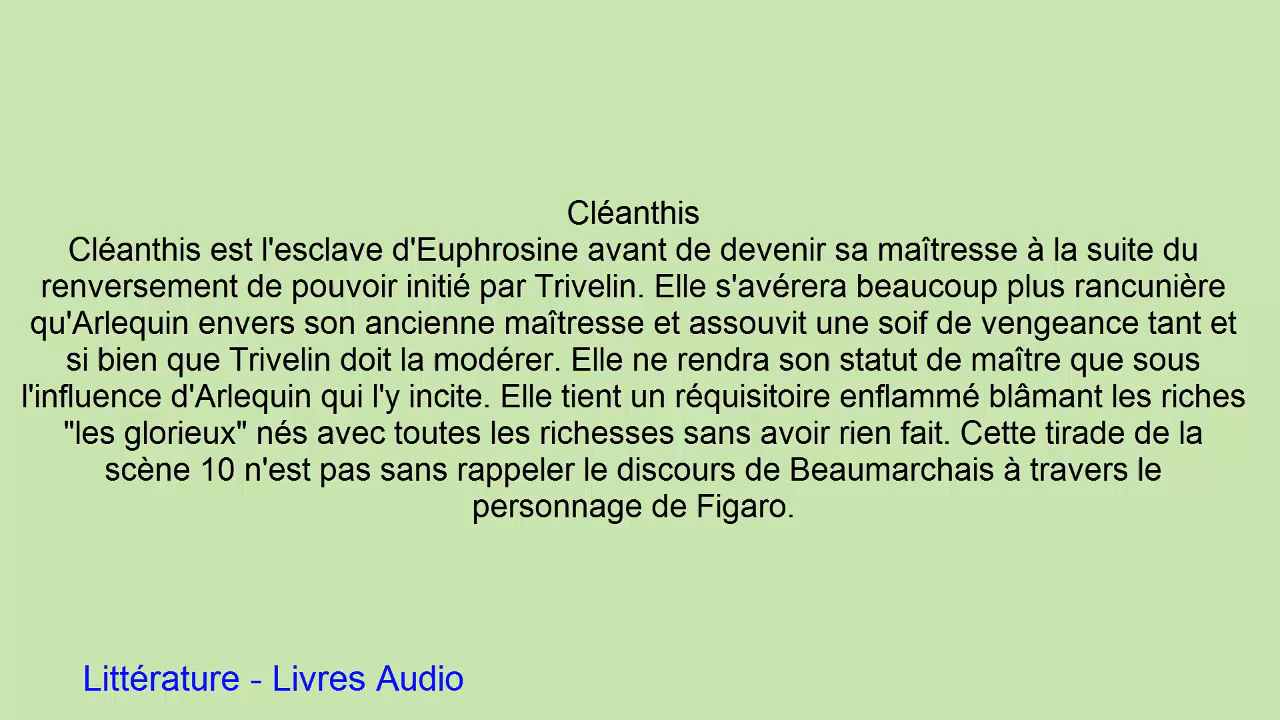 Cléanthis
Cléanthis est l'esclave d'Euphrosine avant de devenir sa maîtresse à la suite du
renversement de pouvoir initié par Trivelin. Elle s'avérera beaucoup plus rancunière
qu'Arlequin envers son ancienne maîtresse et assouvit une soif de vengeance tant et
si bien que Trivelin doit la modérer. Elle ne rendra son statut de maître que sous
l'influence d'Arlequin qui l'y incite. Elle tient un réquisitoire enflammé blâmant les riches
"les glorieux" nés avec toutes les richesses sans avoir rien fait. Cette tirade de la
scène 10 n'est pas sans rappeler le discours de Beaumarchais à travers le
personnage de Figaro.
Littérature - Livres Audio